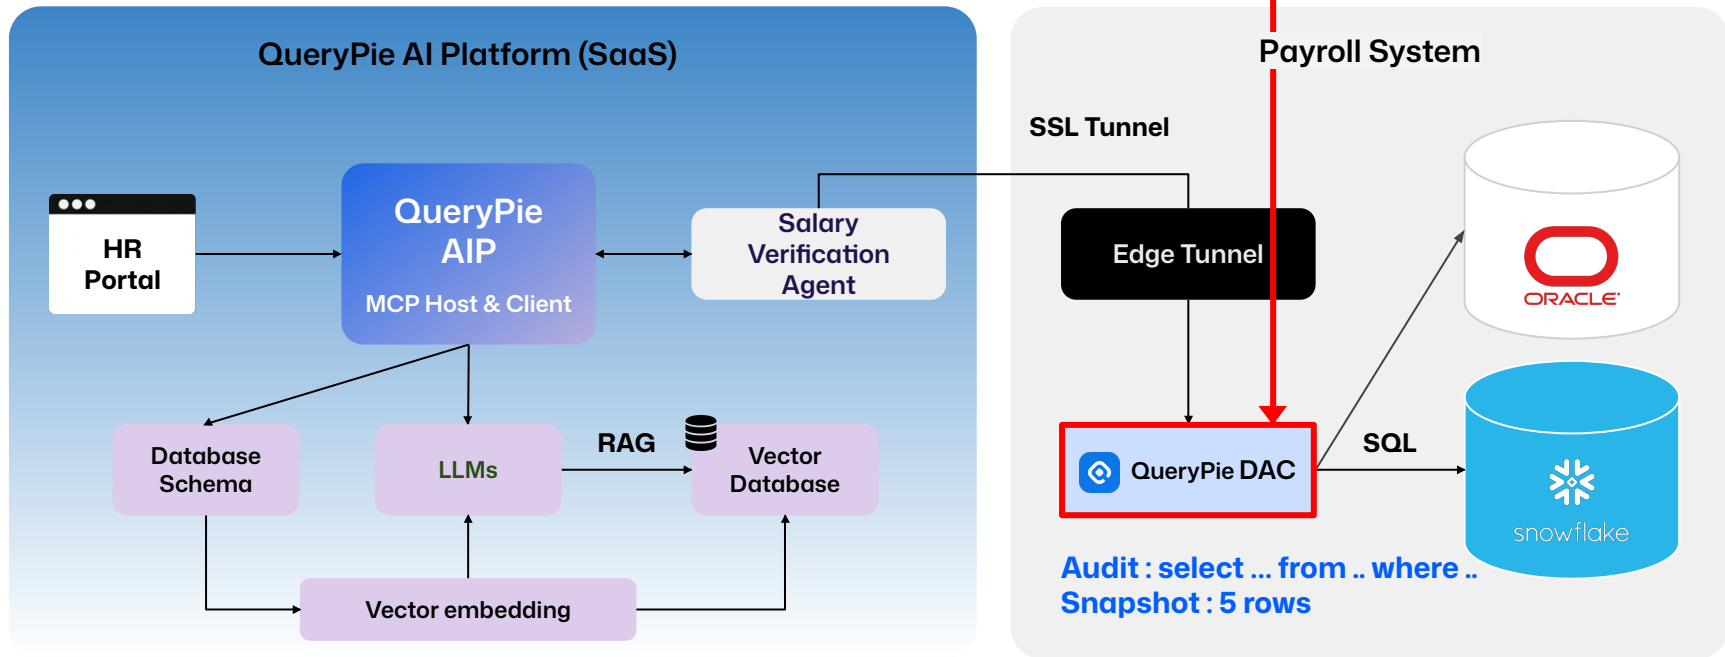 QueryPie AI Platform (SaaS)
Payroll System
SSL Tunnel
HR
Portal
QueryPie
AIP
MCP Host & Client
Salary
Verification
Agent
Edge Tunnel
ORACLE
Database
Schema
LLMs
RAG
Vector
Database
QueryPie DAC
SQL
snowflake
Vector embedding
Audit : select ... from .. where ..
Snapshot : 5 rows